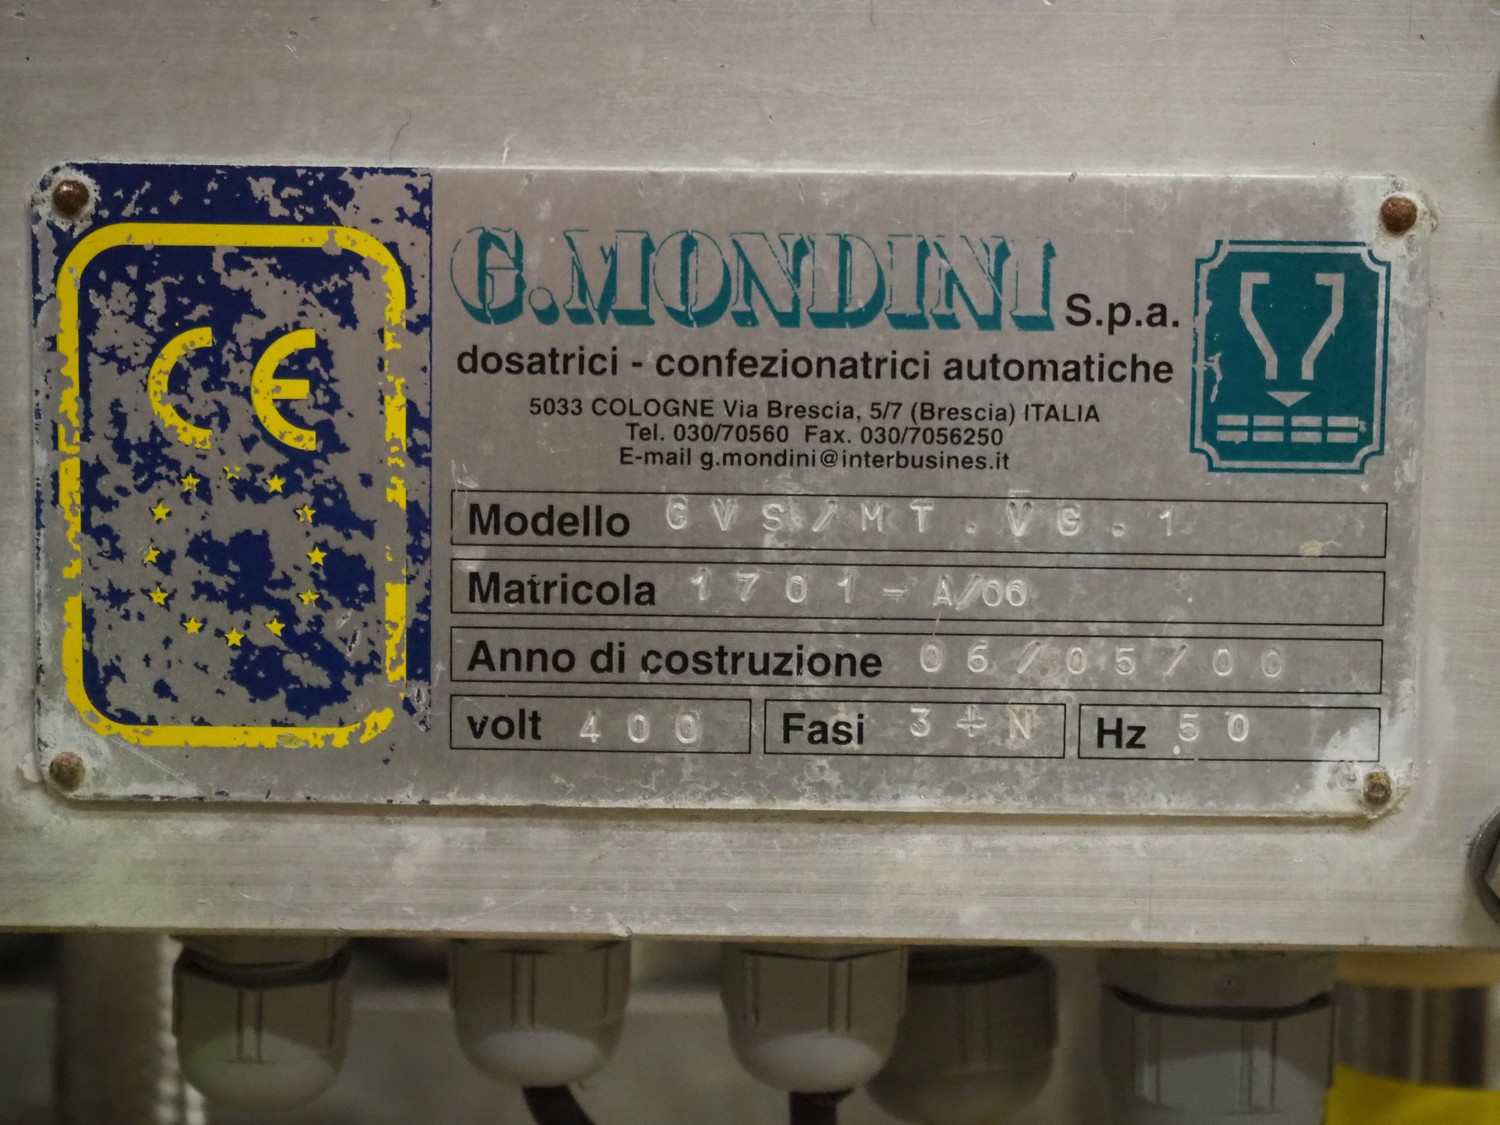 CE
G.MONDINI S.p.a.
dosatrici - confezionatrici automatiche
5033 COLOGNE Via Brescia, 5/7 (Brescia) ITALIA
Tel. 030/70560 Fax. 030/7056250
E-mail g.mondini@interbusines.it
Modello GVS/MT.VG.1
Matricola 1701-A/06
Anno di costruzione 06/05/00
volt 400 Fasi 3+N Hz 50